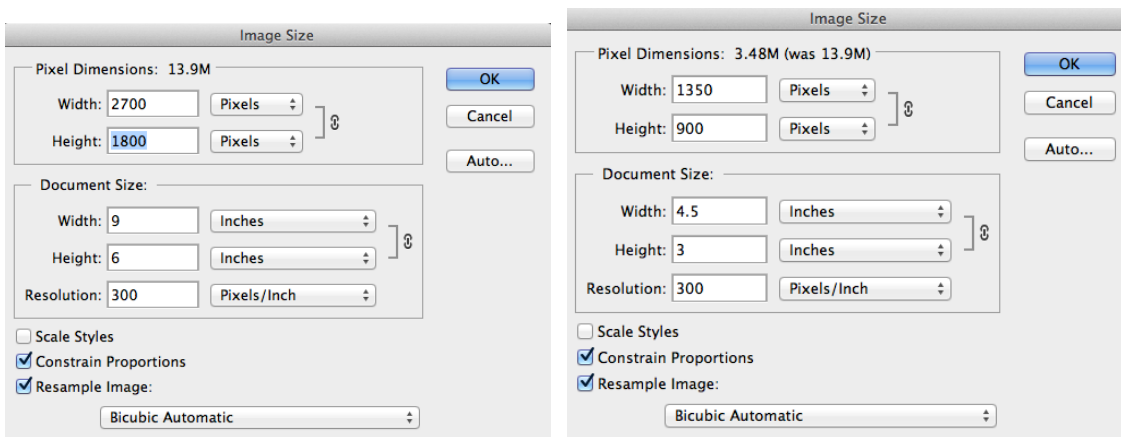 Image Size
Pixel Dimensions: 13.9M
OK
Width: 2700 Pixels
Cancel
Height: 1800 Pixels
Auto...
Document Size:
Width: 9 Inches
Height: 6 Inches
Resolution: 300 Pixels/Inch
Scale Styles
Constrain Proportions
Resample Image:
Bicubic Automatic
Image Size
Pixel Dimensions: 3.48M (was 13.9M)
OK
Width: 1350 Pixels
Cancel
Height: 900 Pixels
Auto...
Document Size:
Width: 4.5 Inches
Height: 3 Inches
Resolution: 300 Pixels/Inch
Scale Styles
Constrain Proportions
Resample Image:
Bicubic Automatic